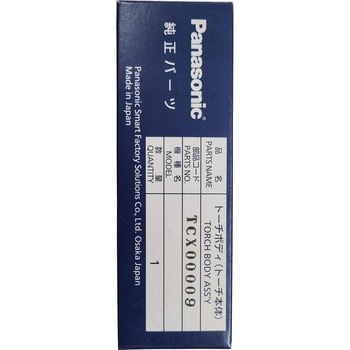 Panasonic
純正パーツ
品名 トーチボディ(トーチ本体)
PARTS NAME TORCH BODY ASS'Y
部品コード
PARTS NO. TCX00009
機種名
MODEL
数量
QUANTITY 1
Panasonic Smart Factory Solutions Co., Ltd. Osaka Japan
Made in Japan